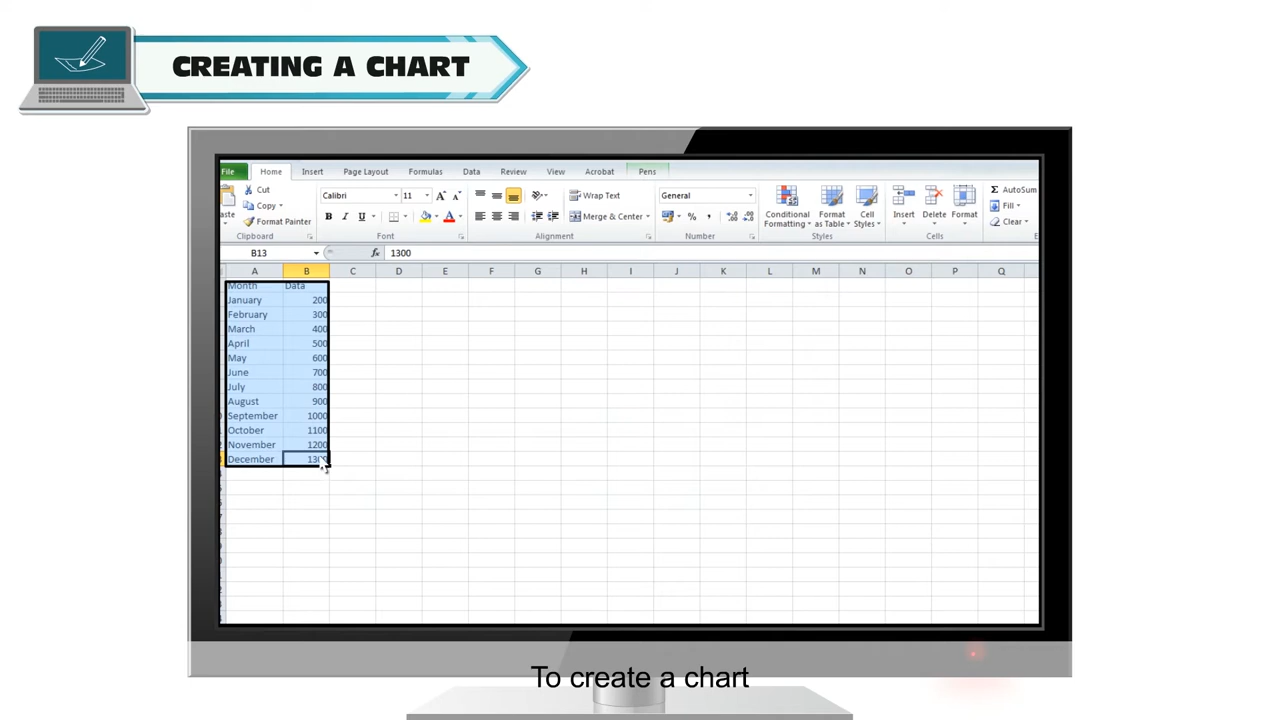 CREATING A CHART
File Home Insert Page Layout Formulas Data Review View Acrobat Pens
Cut Calibri 11 Wrap Text General AutoSum
Copy Conditional Format Cell Insert Delete Format Fill
Format Painter B I U Merge & Center % , Formatting as Table Styles Clear
Clipboard Font Alignment Number Styles Cells
B13 fx 1300
A B C D E F G H I J K L M N O P Q
Month Data
January 200
February 300
March 400
April 500
May 600
June 700
July 800
August 900
September 1000
October 1100
November 1200
December 1300
To create a chart